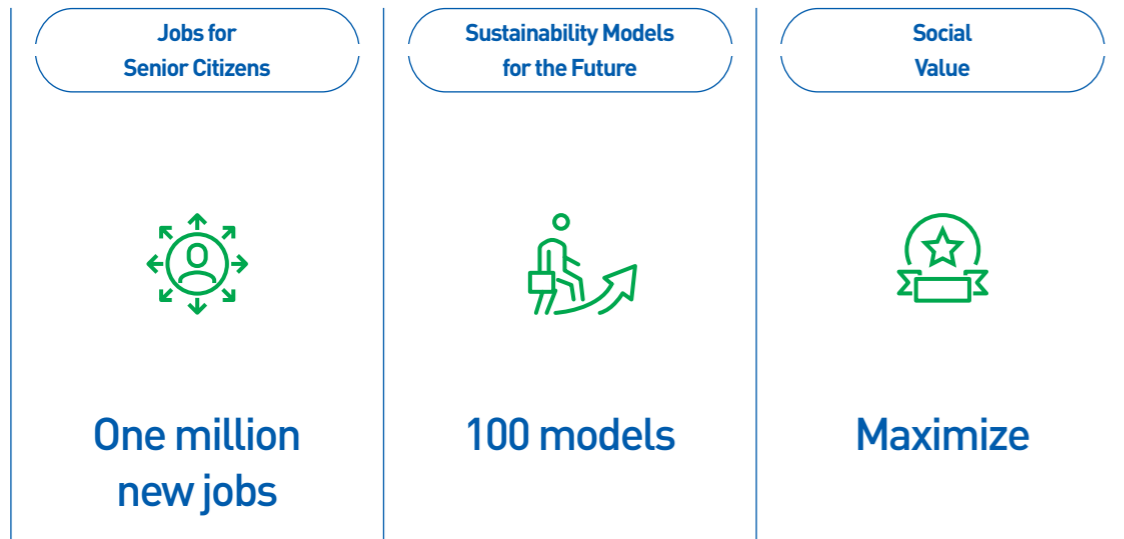 Jobs for
Senior Citizens
One million
new jobs
Sustainability Models
for the Future
100 models
Social
Value
Maximize